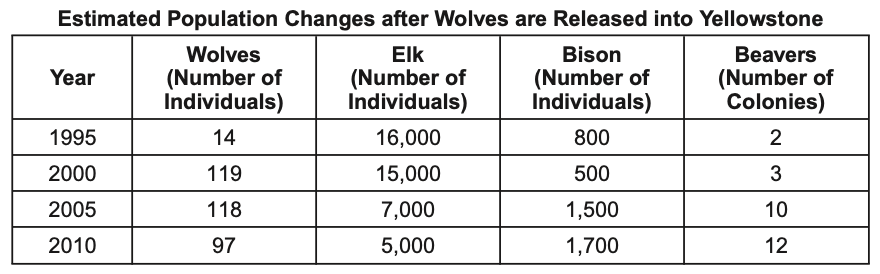 Estimated Population Changes after Wolves are Released into Yellowstone
Year
Wolves
(Number of
Individuals)
Elk
(Number of
Individuals)
Bison
(Number of
Individuals)
Beavers
(Number of
Colonies)
1995 14 16,000 800 2
2000 119 15,000 500 3
2005 118 7,000 1,500 10
2010 97 5,000 1,700 12